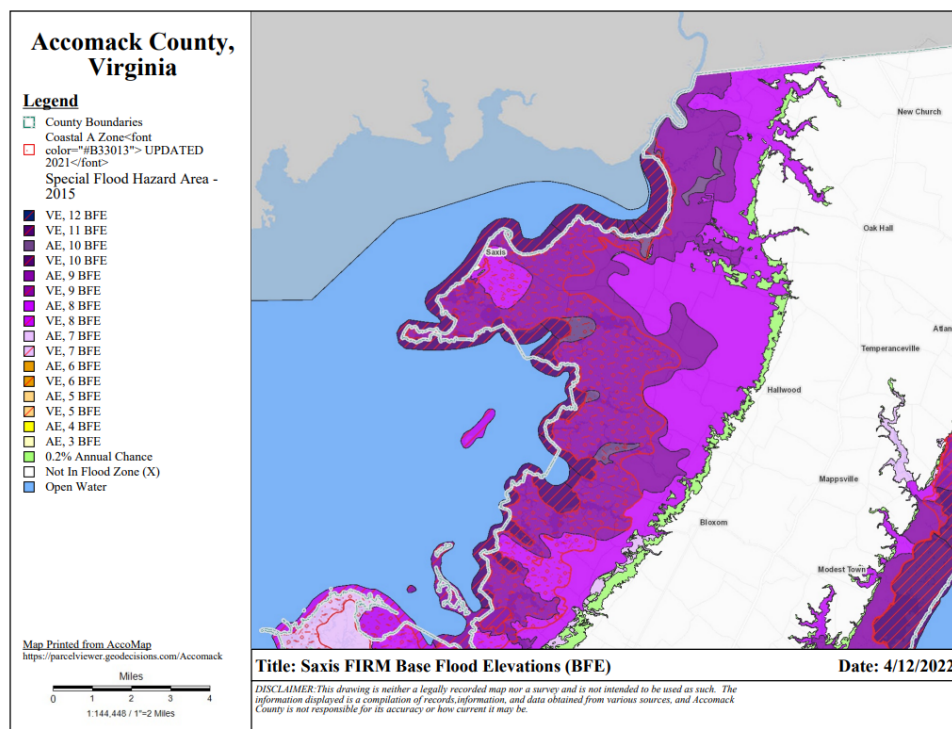 Accomack County,
Virginia
Legend
County Boundaries
Coastal A Zone<font
color="#B33013"> UPDATED
2021</font>
Special Flood Hazard Area -
2015
VE, 12 BFE
VE, 11 BFE
AE, 10 BFE
VE, 10 BFE
AE, 9 BFE
VE, 9 BFE
AE, 8 BFE
VE, 8 BFE
AE, 7 BFE
VE, 7 BFE
AE, 6 BFE
VE, 6 BFE
AE, 5 BFE
VE, 5 BFE
AE, 4 BFE
AE, 3 BFE
0.2% Annual Chance
Not In Flood Zone (X)
Open Water
Map Printed from AccoMap
https://parcelviewer.geodecisions.com/Accomack
Miles
0 1 2 3 4
1:144,448 / 1"=2 Miles
New Church
Oak Hall
Saxis
Atlan
Temperanceville
Hallwood
Mappsville
Bloxom
Modest Town
Title: Saxis FIRM Base Flood Elevations (BFE)
Date: 4/12/2022
DISCLAIMER:This drawing is neither a legally recorded map nor a survey and is not intended to be used as such. The
information displayed is a compilation of records,information, and data obtained from various sources, and Accomack
County is not responsible for its accuracy or how current it may be.